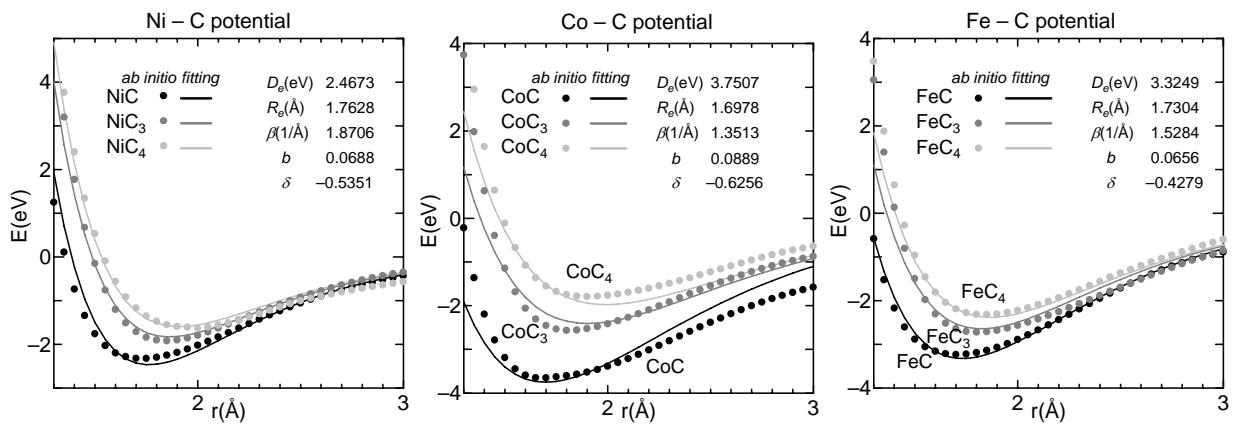 Ni – C potential
4
2
0
−2
E(eV)
ab initio fitting
NiC
NiC3
NiC4
De(eV) 2.4673
Re(Å) 1.7628
β(1/Å) 1.8706
b 0.0688
δ −0.5351
2
3
r(Å)
Co – C potential
4
2
0
−2
−4
E(eV)
ab initio fitting
CoC
CoC3
CoC4
De(eV) 3.7507
Re(Å) 1.6978
β(1/Å) 1.3513
b 0.0889
δ −0.6256
CoC4
CoC3
CoC
2
3
r(Å)
Fe – C potential
4
2
0
−2
−4
E(eV)
ab initio fitting
FeC
FeC3
FeC4
De(eV) 3.3249
Re(Å) 1.7304
β(1/Å) 1.5284
b 0.0656
δ −0.4279
FeC4
FeC3
FeC
2
3
r(Å)